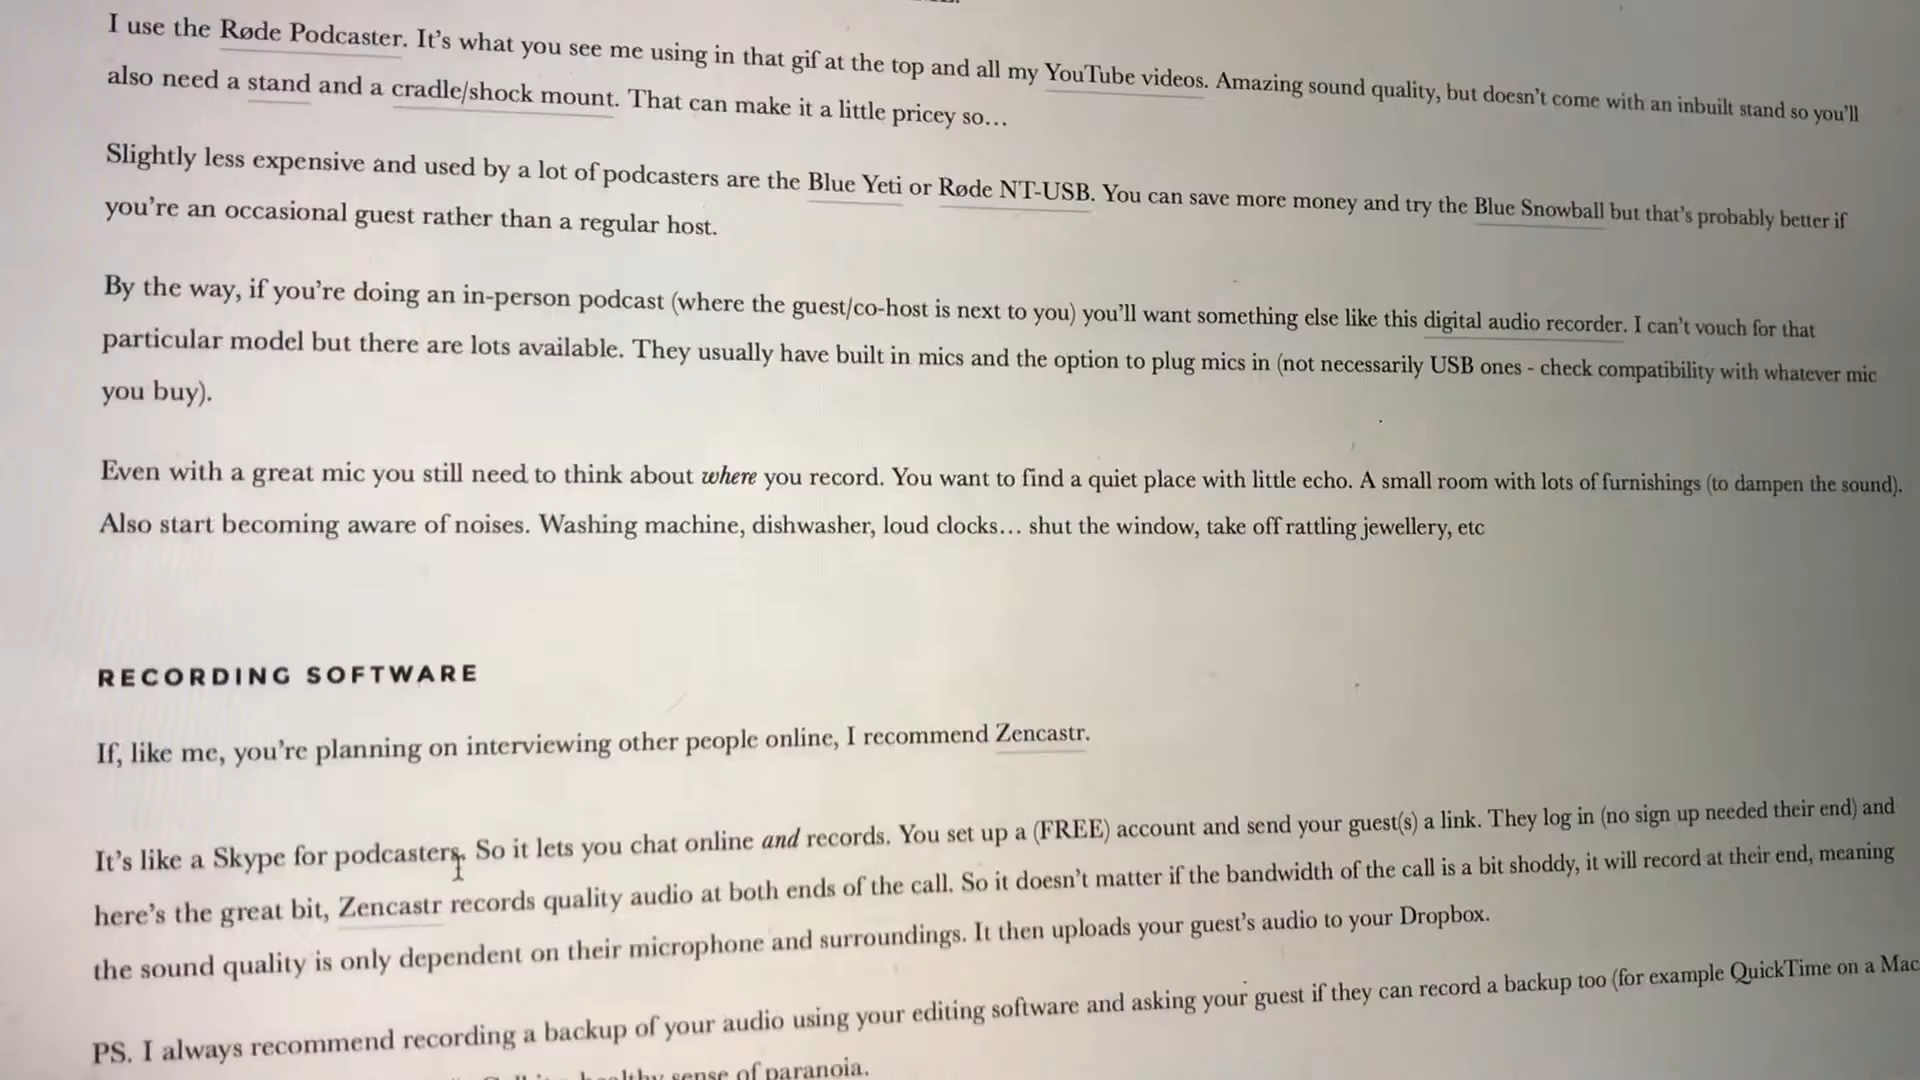 I use the Røde Podcaster. It's what you see me using in that gif at the top and all my YouTube videos. Amazing sound quality, but doesn't come with an inbuilt stand so you'll
also need a stand and a cradle/shock mount. That can make it a little pricey so...
Slightly less expensive and used by a lot of podcasters are the Blue Yeti or Røde NT-USB. You can save more money and try the Blue Snowball but that's probably better if
you're an occasional guest rather than a regular host.
By the way, if you're doing an in-person podcast (where the guest/co-host is next to you) you'll want something else like this digital audio recorder. I can't vouch for that
particular model but there are lots available. They usually have built in mics and the option to plug mics in (not necessarily USB ones - check compatibility with whatever mic
you buy).
Even with a great mic you still need to think about where you record. You want to find a quiet place with little echo. A small room with lots of furnishings (to dampen the sound).
Also start becoming aware of noises. Washing machine, dishwasher, loud clocks... shut the window, take off rattling jewellery, etc
RECORDING SOFTWARE
If, like me, you're planning on interviewing other people online, I recommend Zencastr.
It's like a Skype for podcasters. So it lets you chat online and records. You set up a (FREE) account and send your guest(s) a link. They log in (no sign up needed their end) and
here's the great bit, Zencastr records quality audio at both ends of the call. So it doesn't matter if the bandwidth of the call is a bit shoddy, it will record at their end, meaning
the sound quality is only dependent on their microphone and surroundings. It then uploads your guest's audio to your Dropbox.
PS. I always recommend recording a backup of your audio using your editing software and asking your guest if they can record a backup too (for example QuickTime on a Mac
healthy sense of paranoia.